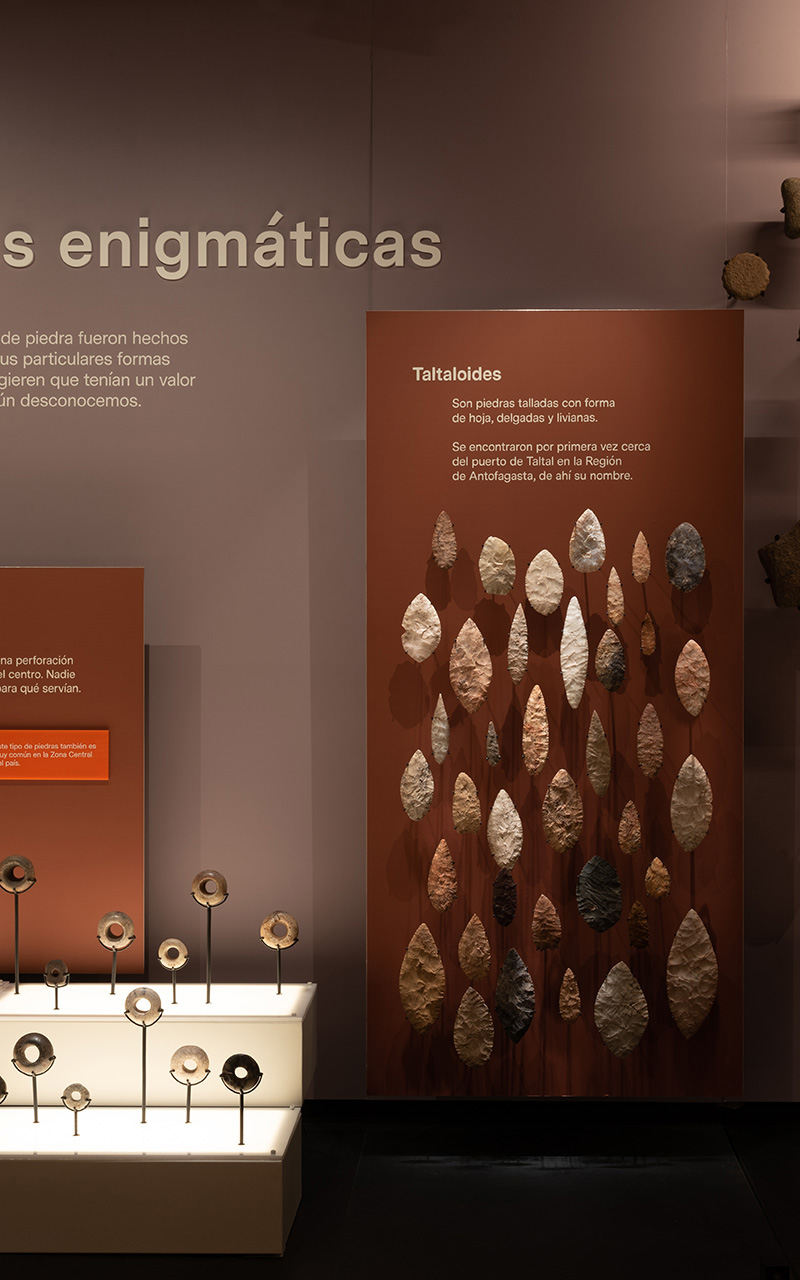 s enigmáticas
de piedra fueron hechos
us particulares formas
gieren que tenían un valor
ún desconocemos.
Taltaloides
Son piedras talladas con forma
de hoja, delgadas y livianas.
Se encontraron por primera vez cerca
del puerto de Taltal en la Región
de Antofagasta, de ahí su nombre.
na perforación
el centro. Nadie
para qué servían.
ste tipo de piedras también es
uy común en la Zona Central
el país.